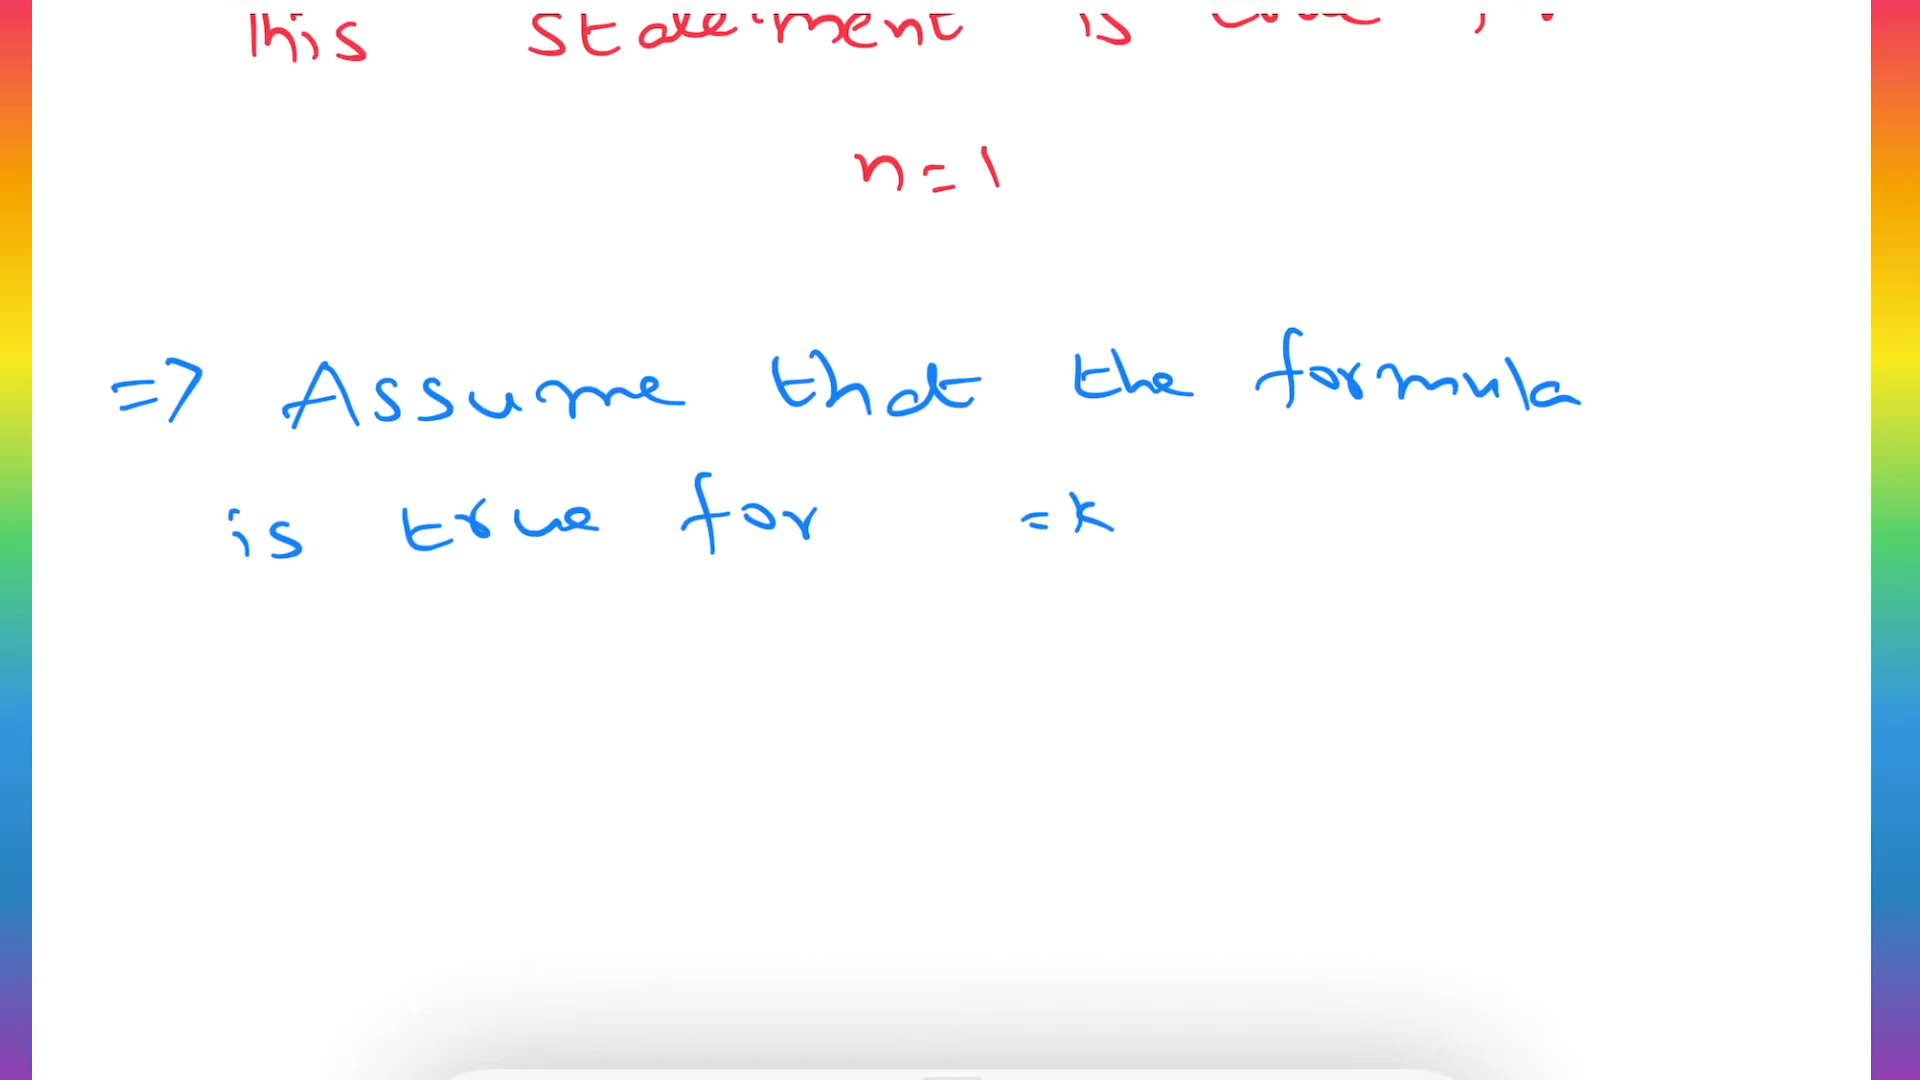 This statement is
n=1
=> Assume that the formula
is true for =k